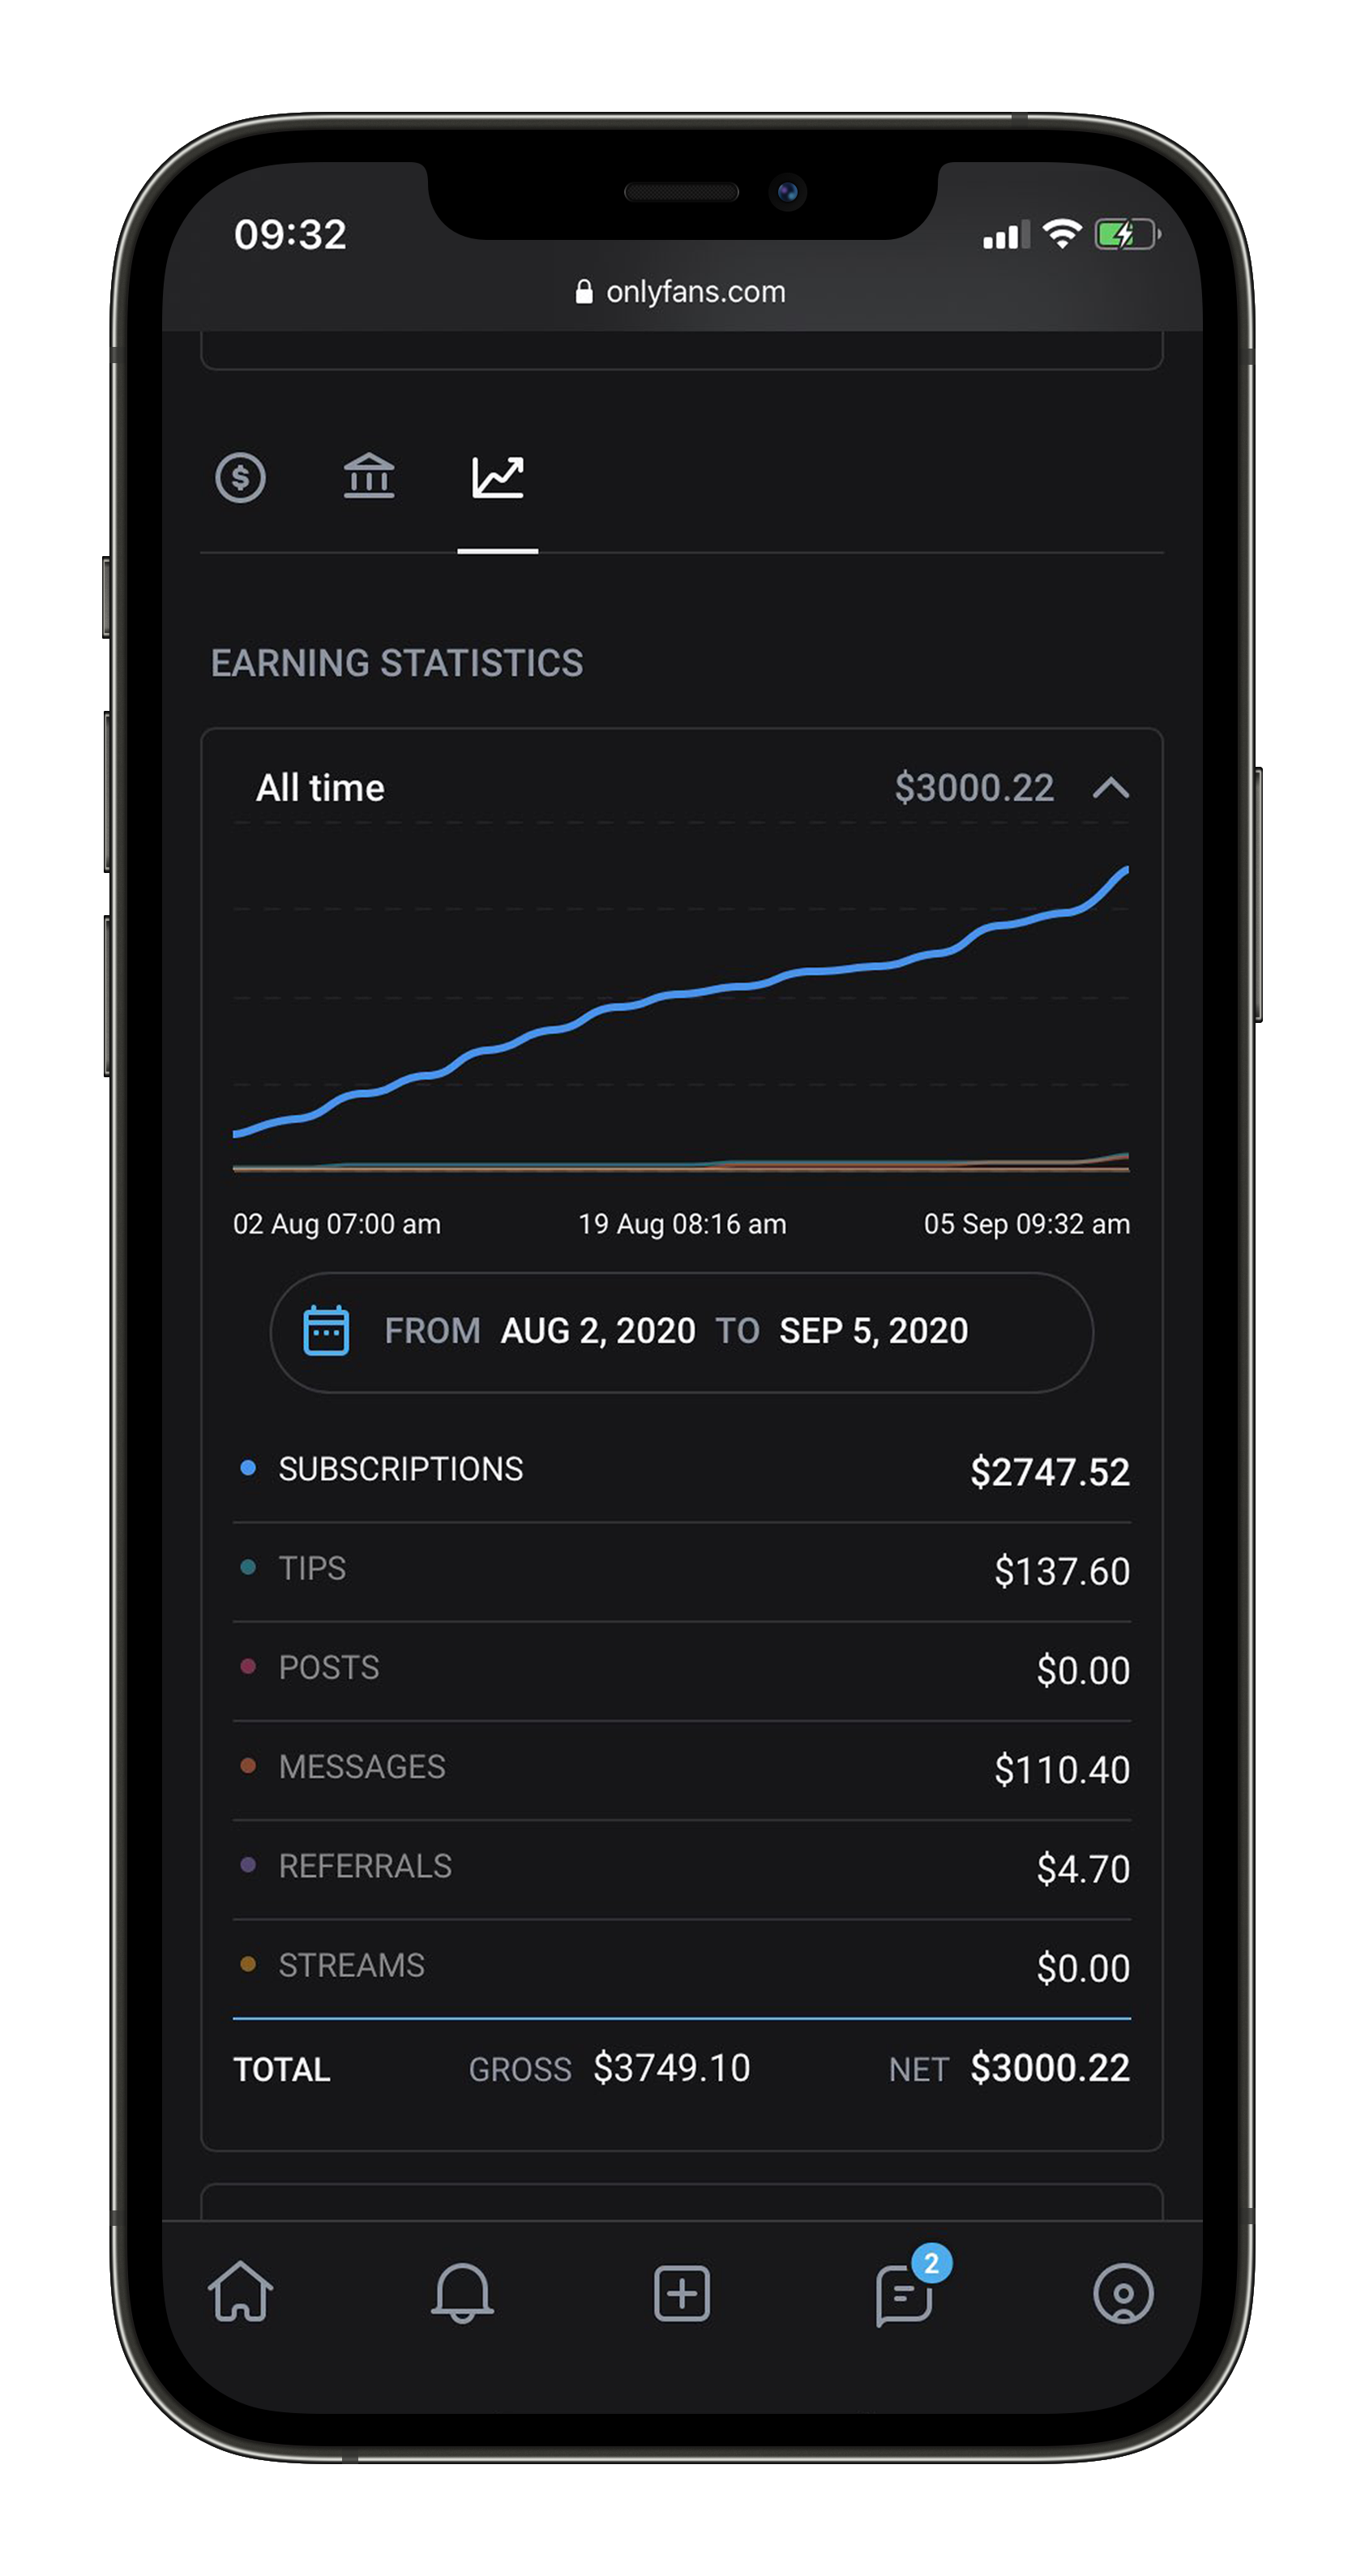 09:32
onlyfans.com
EARNING STATISTICS
All time $3000.22
02 Aug 07:00 am 19 Aug 08:16 am 05 Sep 09:32 am
FROM AUG 2, 2020 TO SEP 5, 2020
SUBSCRIPTIONS $2747.52
TIPS $137.60
POSTS $0.00
MESSAGES $110.40
REFERRALS $4.70
STREAMS $0.00
TOTAL GROSS $3749.10 NET $3000.22
2